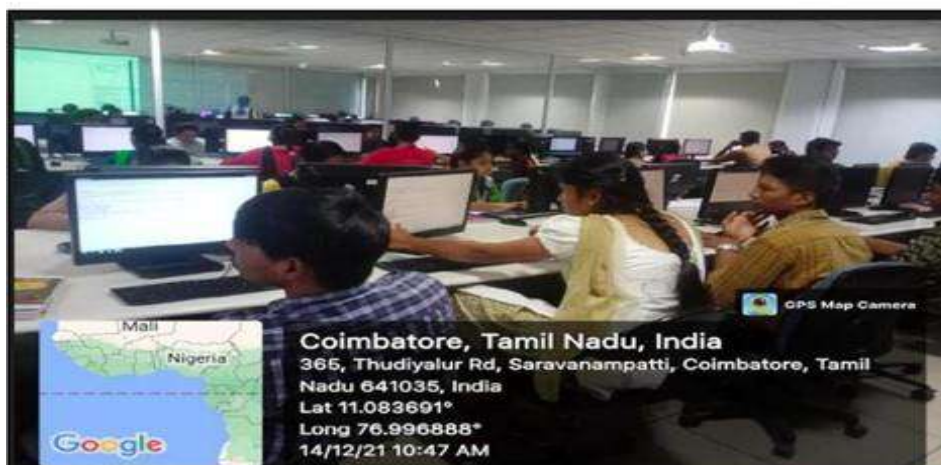 GPS Map Camera
Mali
Nigeria
Google
Coimbatore, Tamil Nadu, India
365, Thudiyalur Rd, Saravanampatti, Coimbatore, Tamil
Nadu 641035, India
Lat 11.083691°
Long 76.996888°
14/12/21 10:47 AM